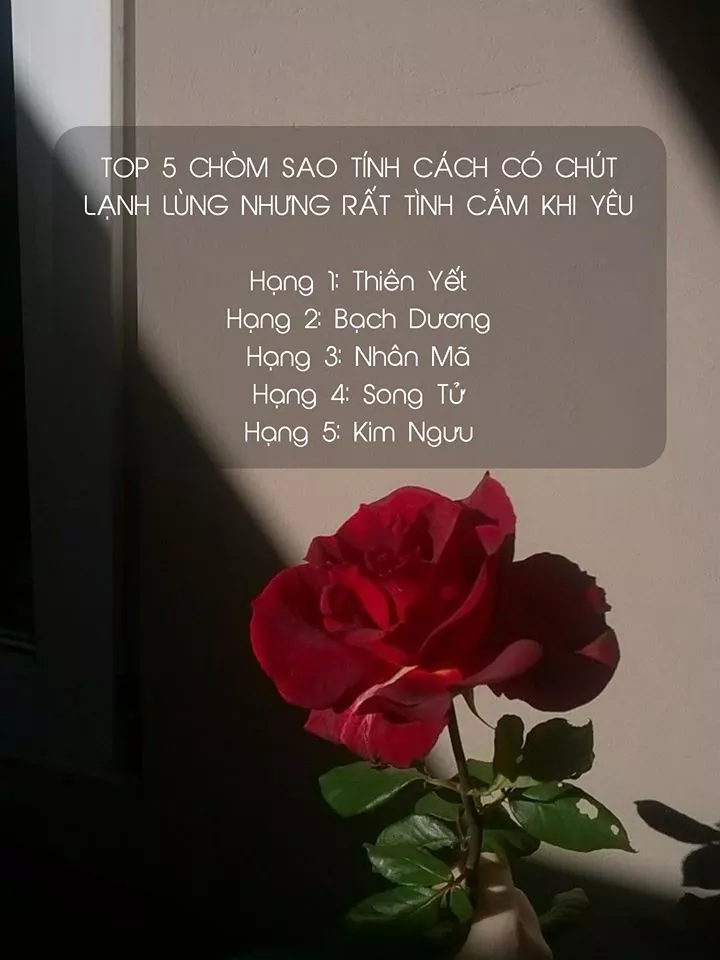 TOP 5 CHÒM SAO TÍNH CÁCH CÓ CHÚT
LẠNH LÙNG NHƯNG RẤT TÌNH CẢM KHI YÊU
Hạng 1: Thiên Yết
Hạng 2: Bạch Dương
Hạng 3: Nhân Mã
Hạng 4: Song Tử
Hạng 5: Kim Ngưu